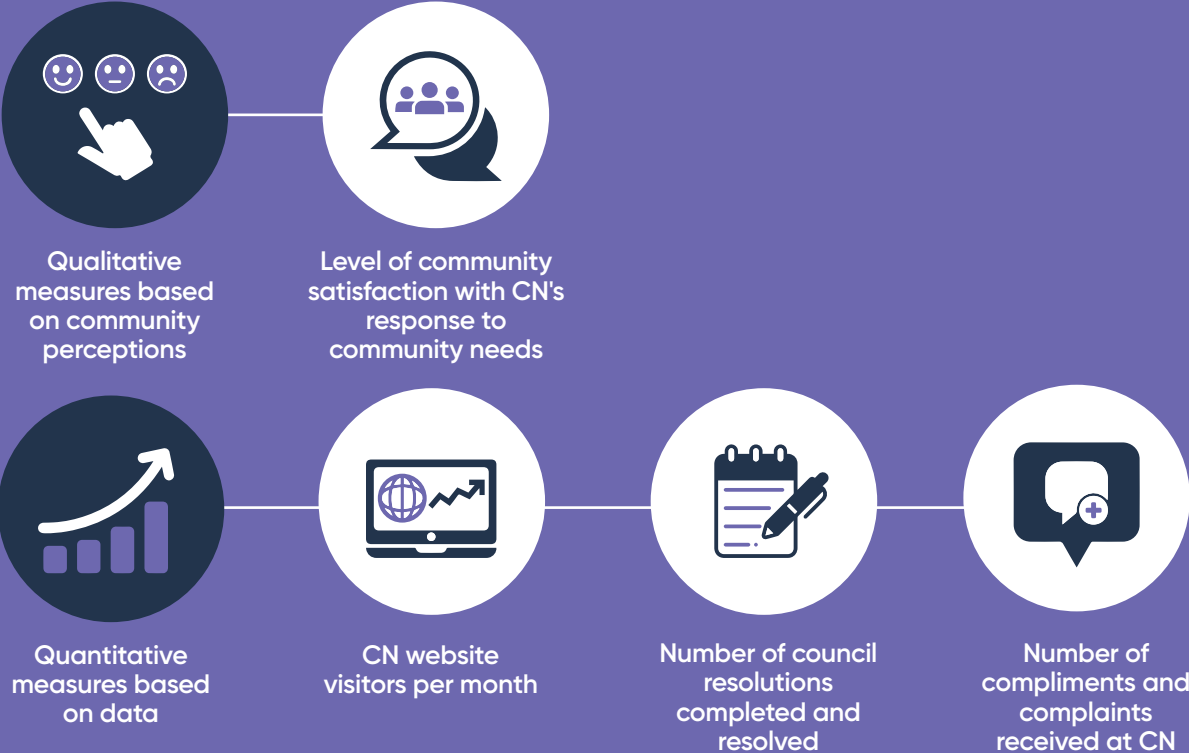 Qualitative
measures based
on community
perceptions
Level of community
satisfaction with CN's
response to
community needs
Quantitative
measures based
on data
CN website
visitors per month
Number of council
resolutions
completed and
resolved
Number of
compliments and
complaints
received at CN